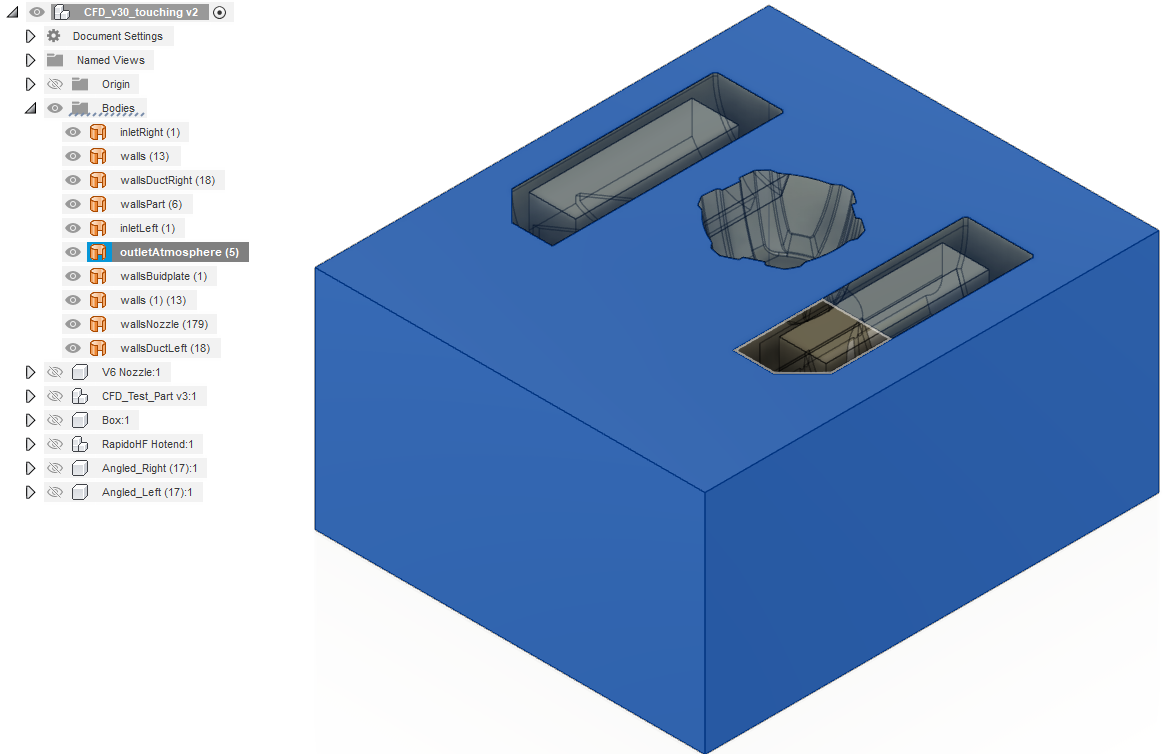 CFD_v30_touching v2
Document Settings
Named Views
Origin
Bodies
inletRight (1)
walls (13)
wallsDuctRight (18)
wallsPart (6)
inletLeft (1)
outletAtmosphere (5)
wallsBuidplate (1)
walls (1) (13)
wallsNozzle (179)
wallsDuctLeft (18)
V6 Nozzle:1
CFD_Test_Part v3:1
Box:1
RapidoHF Hotend:1
Angled_Right (17):1
Angled_Left (17):1